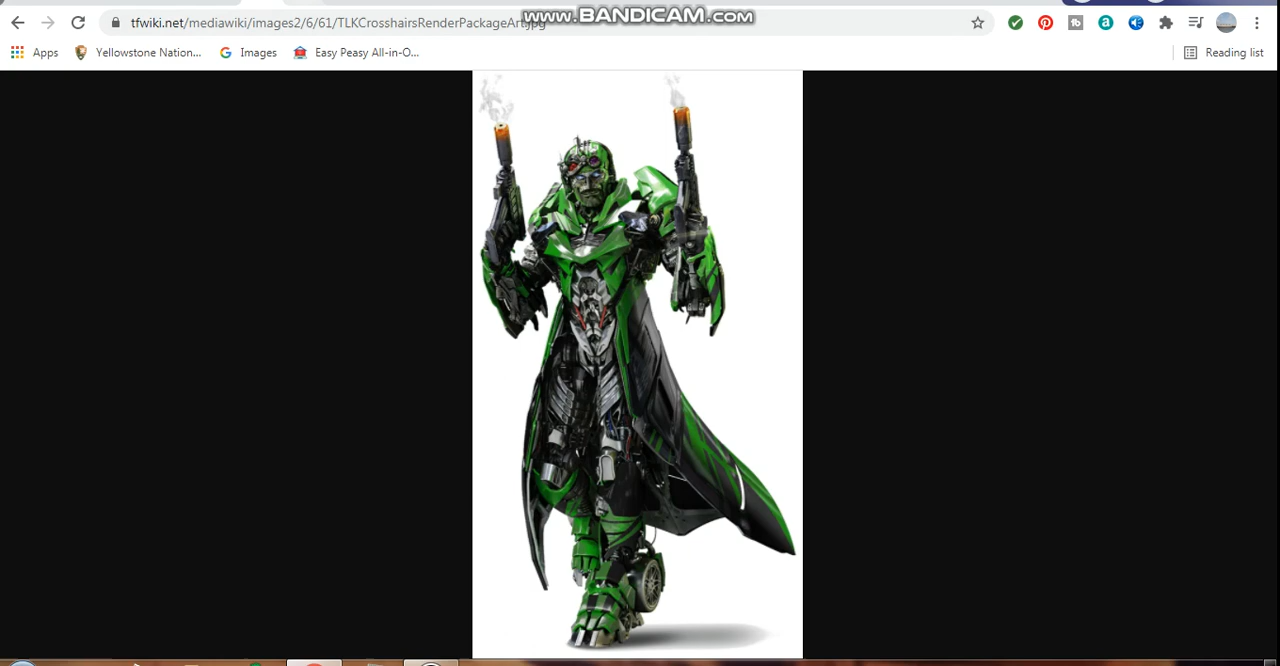 www.BANDICAM.com
tfwiki.net/mediawiki/images2/6/61/TLKCrosshairsRenderPackageArt.jpg
Apps
Yellowstone Nation...
Images
Easy Peasy All-in-O...
Reading list